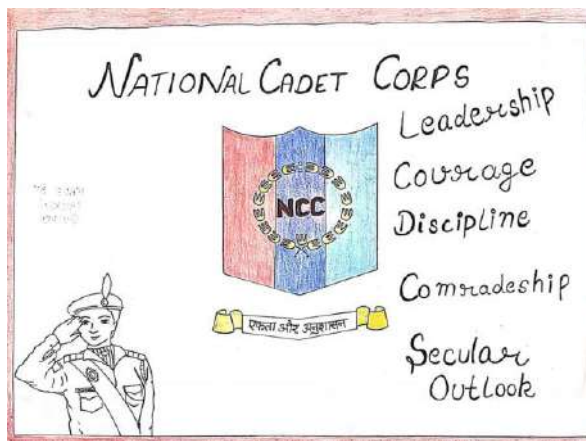 NATIONAL CADET CORPS
Leadership
Courage
Discipline
Comradeship
Secular
Outlook
NCC
एकता और अनुशासन